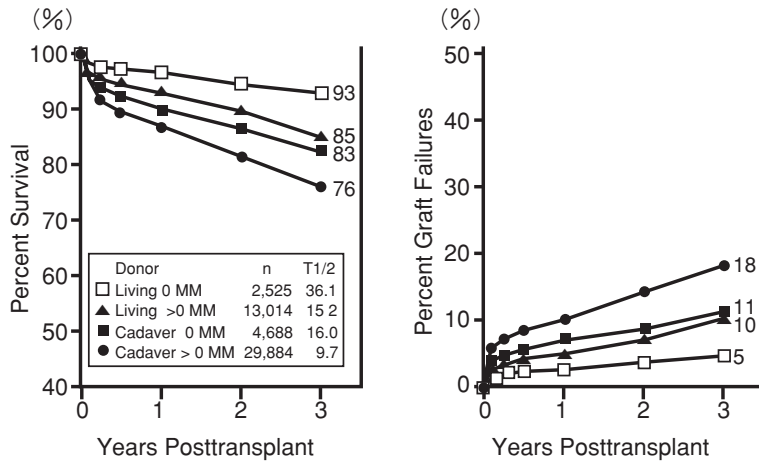 (%)
100
90
80
70
60
50
40
Percent Survival
93
85
83
76
Donor n T1/2
Living 0 MM 2,525 36.1
Living >0 MM 13,014 15 2
Cadaver 0 MM 4,688 16.0
Cadaver > 0 MM 29,884 9.7
0 1 2 3
Years Posttransplant
(%)
50
40
30
20
10
0
Percent Graft Failures
18
11
10
5
0 1 2 3
Years Posttransplant